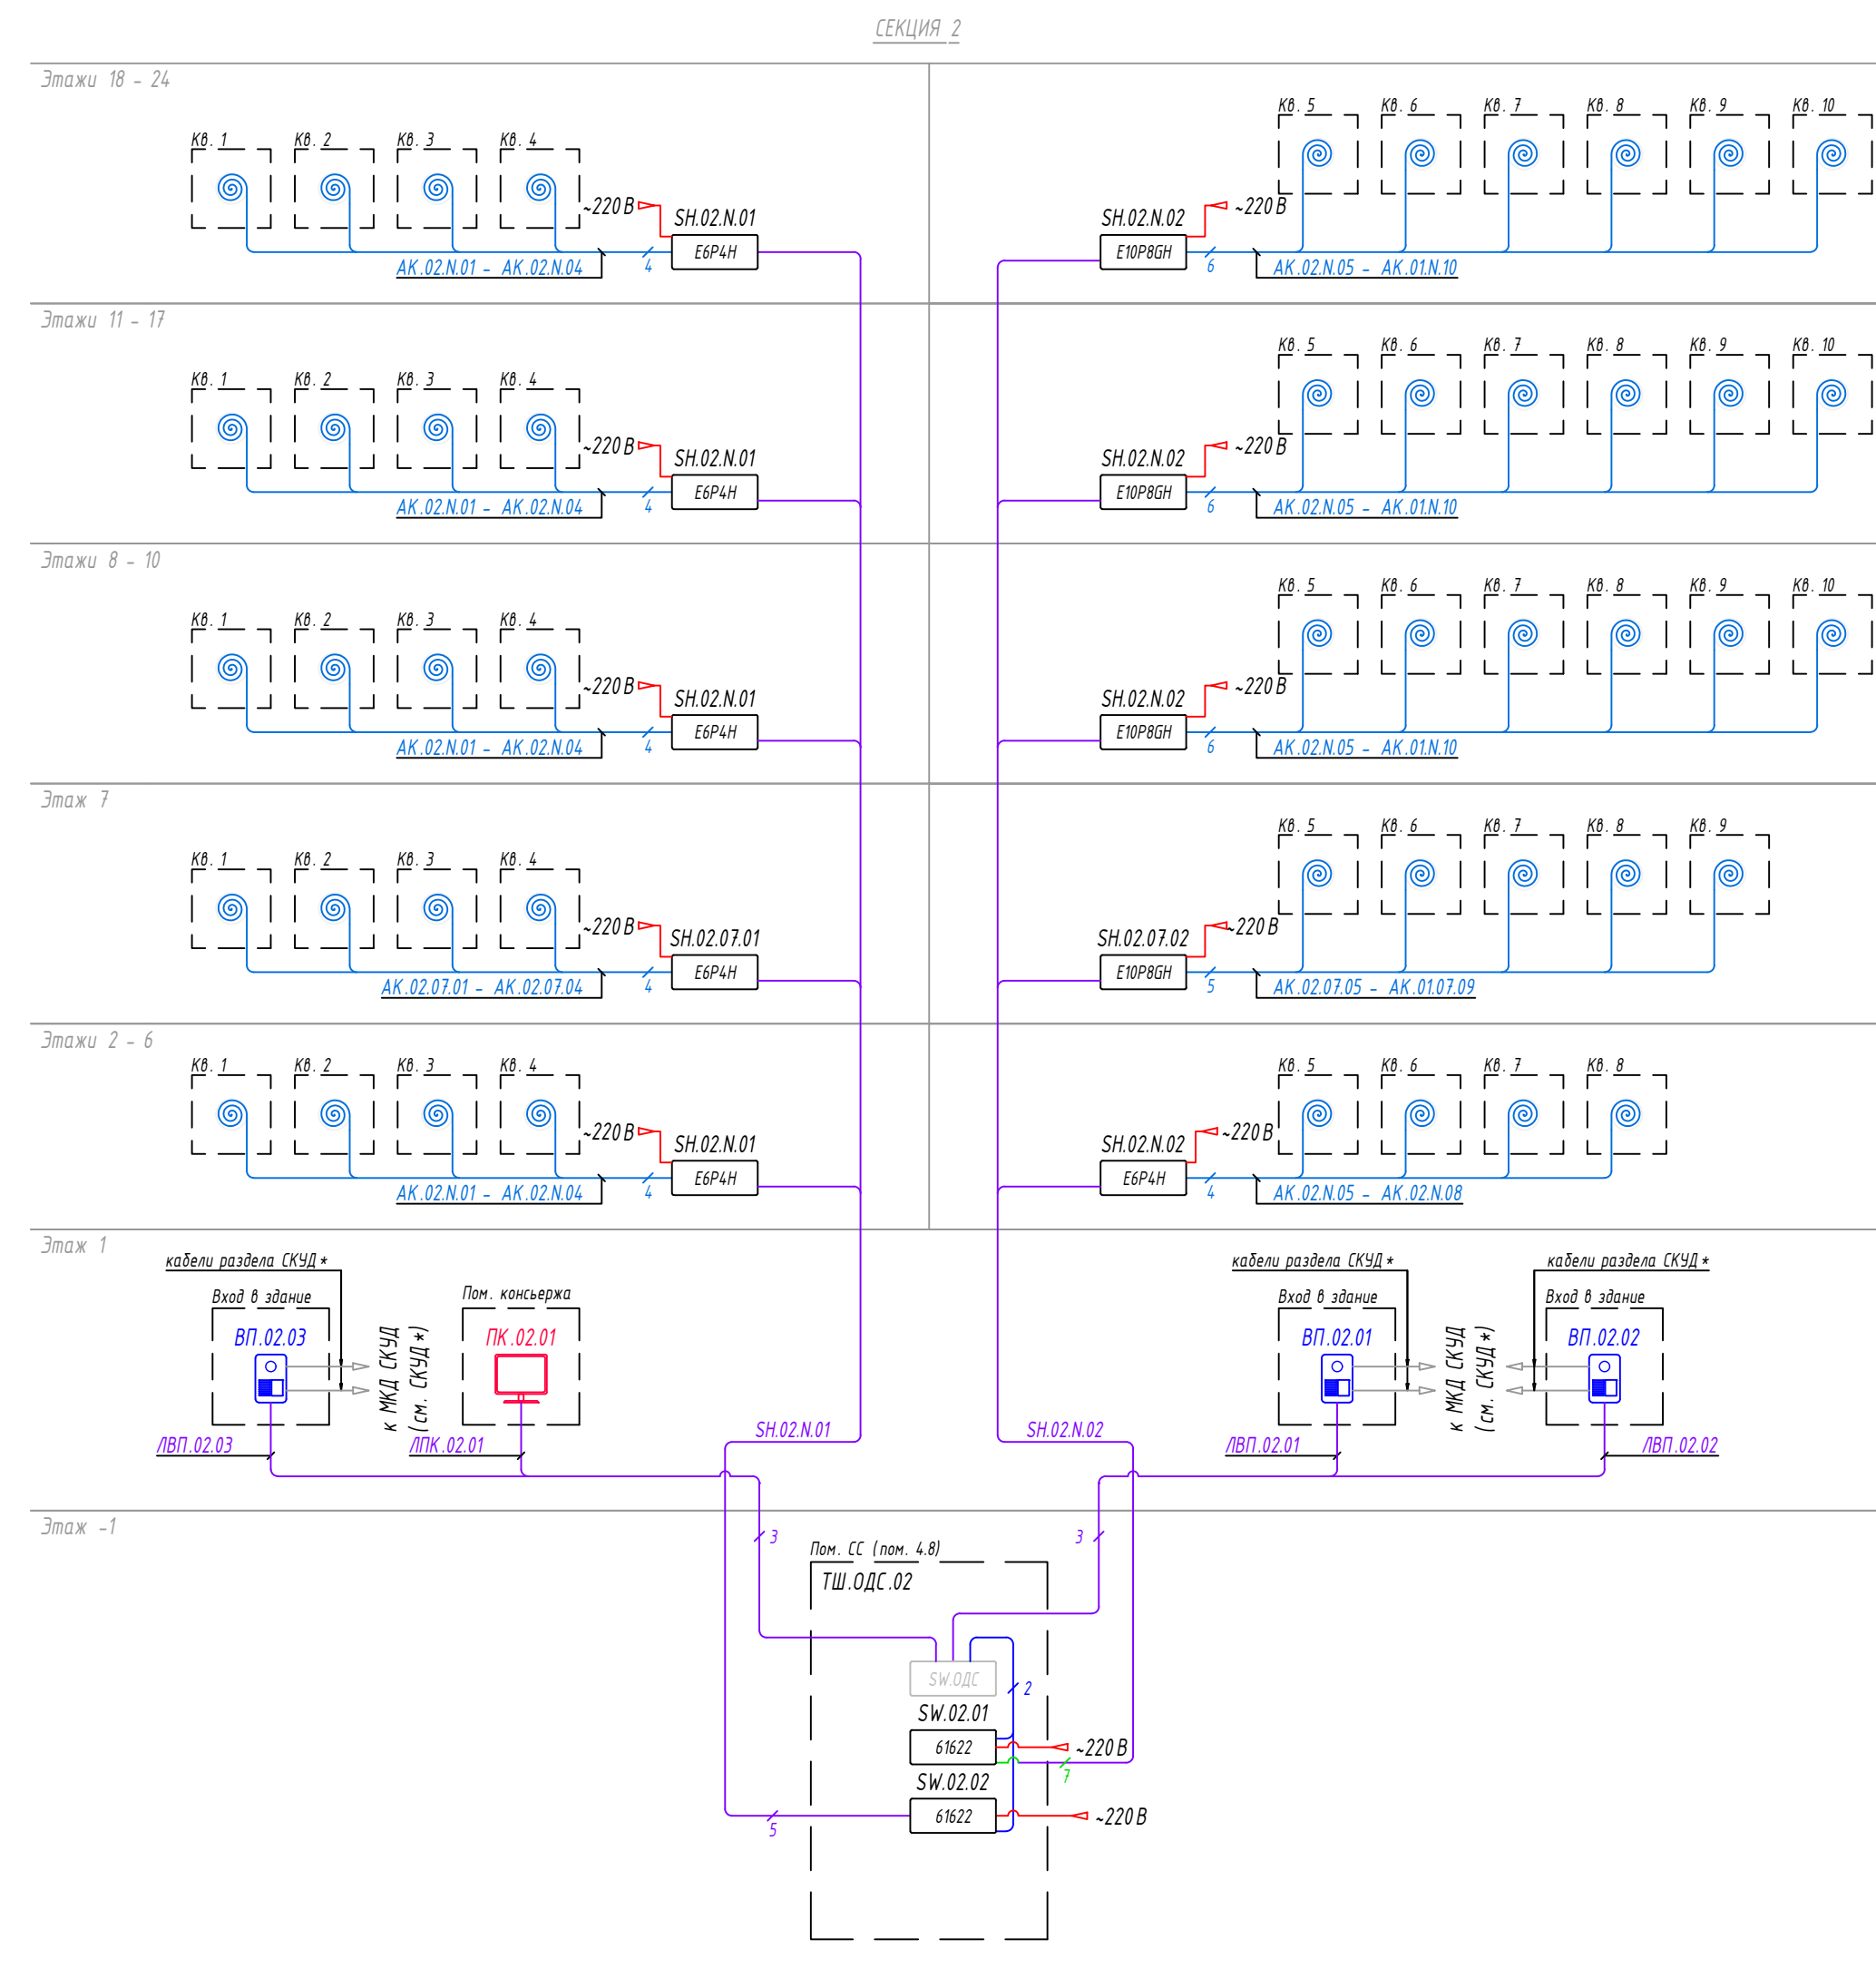 СЕКЦИЯ 2
Этажи 18 - 24
Кв. 1 Кв. 2 Кв. 3 Кв. 4
~220В
SH.02.N.01
E6P4H
АК.02.N.01 - АК.02.N.04
4
Кв. 5 Кв. 6 Кв. 7 Кв. 8 Кв. 9 Кв. 10
~220В
SH.02.N.02
E10P8GH
6
АК.02.N.05 - АК.01.N.10
Этажи 11 - 17
Кв. 1 Кв. 2 Кв. 3 Кв. 4
~220В
SH.02.N.01
E6P4H
АК.02.N.01 - АК.02.N.04
4
Кв. 5 Кв. 6 Кв. 7 Кв. 8 Кв. 9 Кв. 10
~220В
SH.02.N.02
E10P8GH
6
АК.02.N.05 - АК.01.N.10
Этажи 8 - 10
Кв. 1 Кв. 2 Кв. 3 Кв. 4
~220В
SH.02.N.01
E6P4H
АК.02.N.01 - АК.02.N.04
4
Кв. 5 Кв. 6 Кв. 7 Кв. 8 Кв. 9 Кв. 10
~220В
SH.02.N.02
E10P8GH
6
АК.02.N.05 - АК.01.N.10
Этаж 7
Кв. 1 Кв. 2 Кв. 3 Кв. 4
~220В
SH.02.07.01
E6P4H
АК.02.07.01 - АК.02.07.04
4
Кв. 5 Кв. 6 Кв. 7 Кв. 8 Кв. 9
~220В
SH.02.07.02
E10P8GH
5
АК.02.07.05 - АК.01.07.09
Этажи 2 - 6
Кв. 1 Кв. 2 Кв. 3 Кв. 4
~220В
SH.02.N.01
E6P4H
АК.02.N.01 - АК.02.N.04
4
Кв. 5 Кв. 6 Кв. 7 Кв. 8
~220В
SH.02.N.02
E6P4H
4
АК.02.N.05 - АК.02.N.08
Этаж 1
кабели раздела СКУД*
Вход в здание
ВП.02.03
к МКД СКУД
(см. СКУД*)
ЛВП.02.03
Пом. консьержа
ПК.02.01
ЛПК.02.01
SH.02.N.01
SH.02.N.02
кабели раздела СКУД*
Вход в здание
ВП.02.01
к МКД СКУД
(см. СКУД*)
ЛВП.02.01
кабели раздела СКУД*
Вход в здание
ВП.02.02
ЛВП.02.02
Этаж -1
3
3
Пом. СС (пом. 4.8)
ТШ.ОДС.02
SW.ОДС
2
SW.02.01
61622
~220В
7
SW.02.02
61622
~220В
5